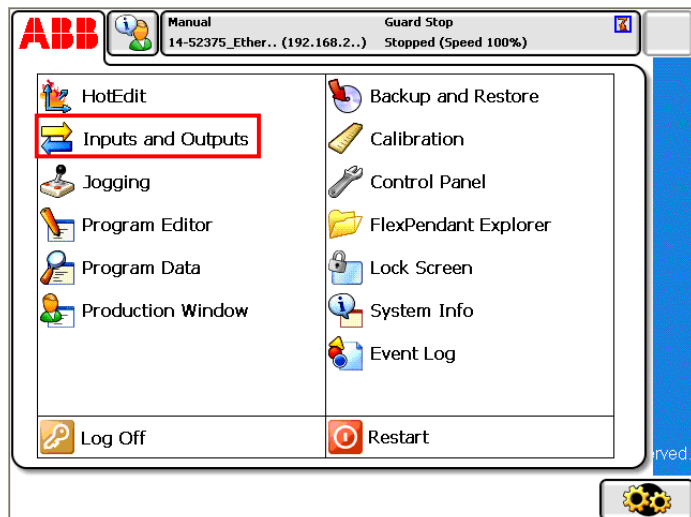 ABB
Manual
Guard Stop
14-52375_Ether.. (192.168.2..)
Stopped (Speed 100%)
HotEdit
Backup and Restore
Inputs and Outputs
Calibration
Jogging
Control Panel
Program Editor
FlexPendant Explorer
Program Data
Lock Screen
Production Window
System Info
Event Log
Log Off
Restart
erved.